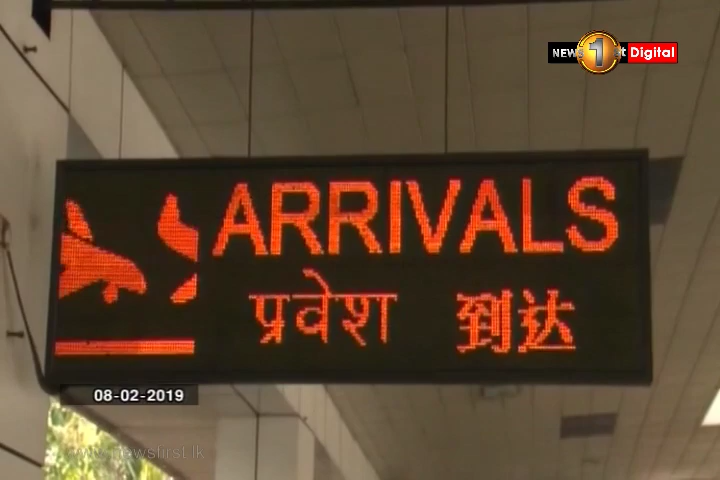 NEWS 1st Digital
ARRIVALS
प्रवेश 到达
08-02-2019
www.newsfirst.lk